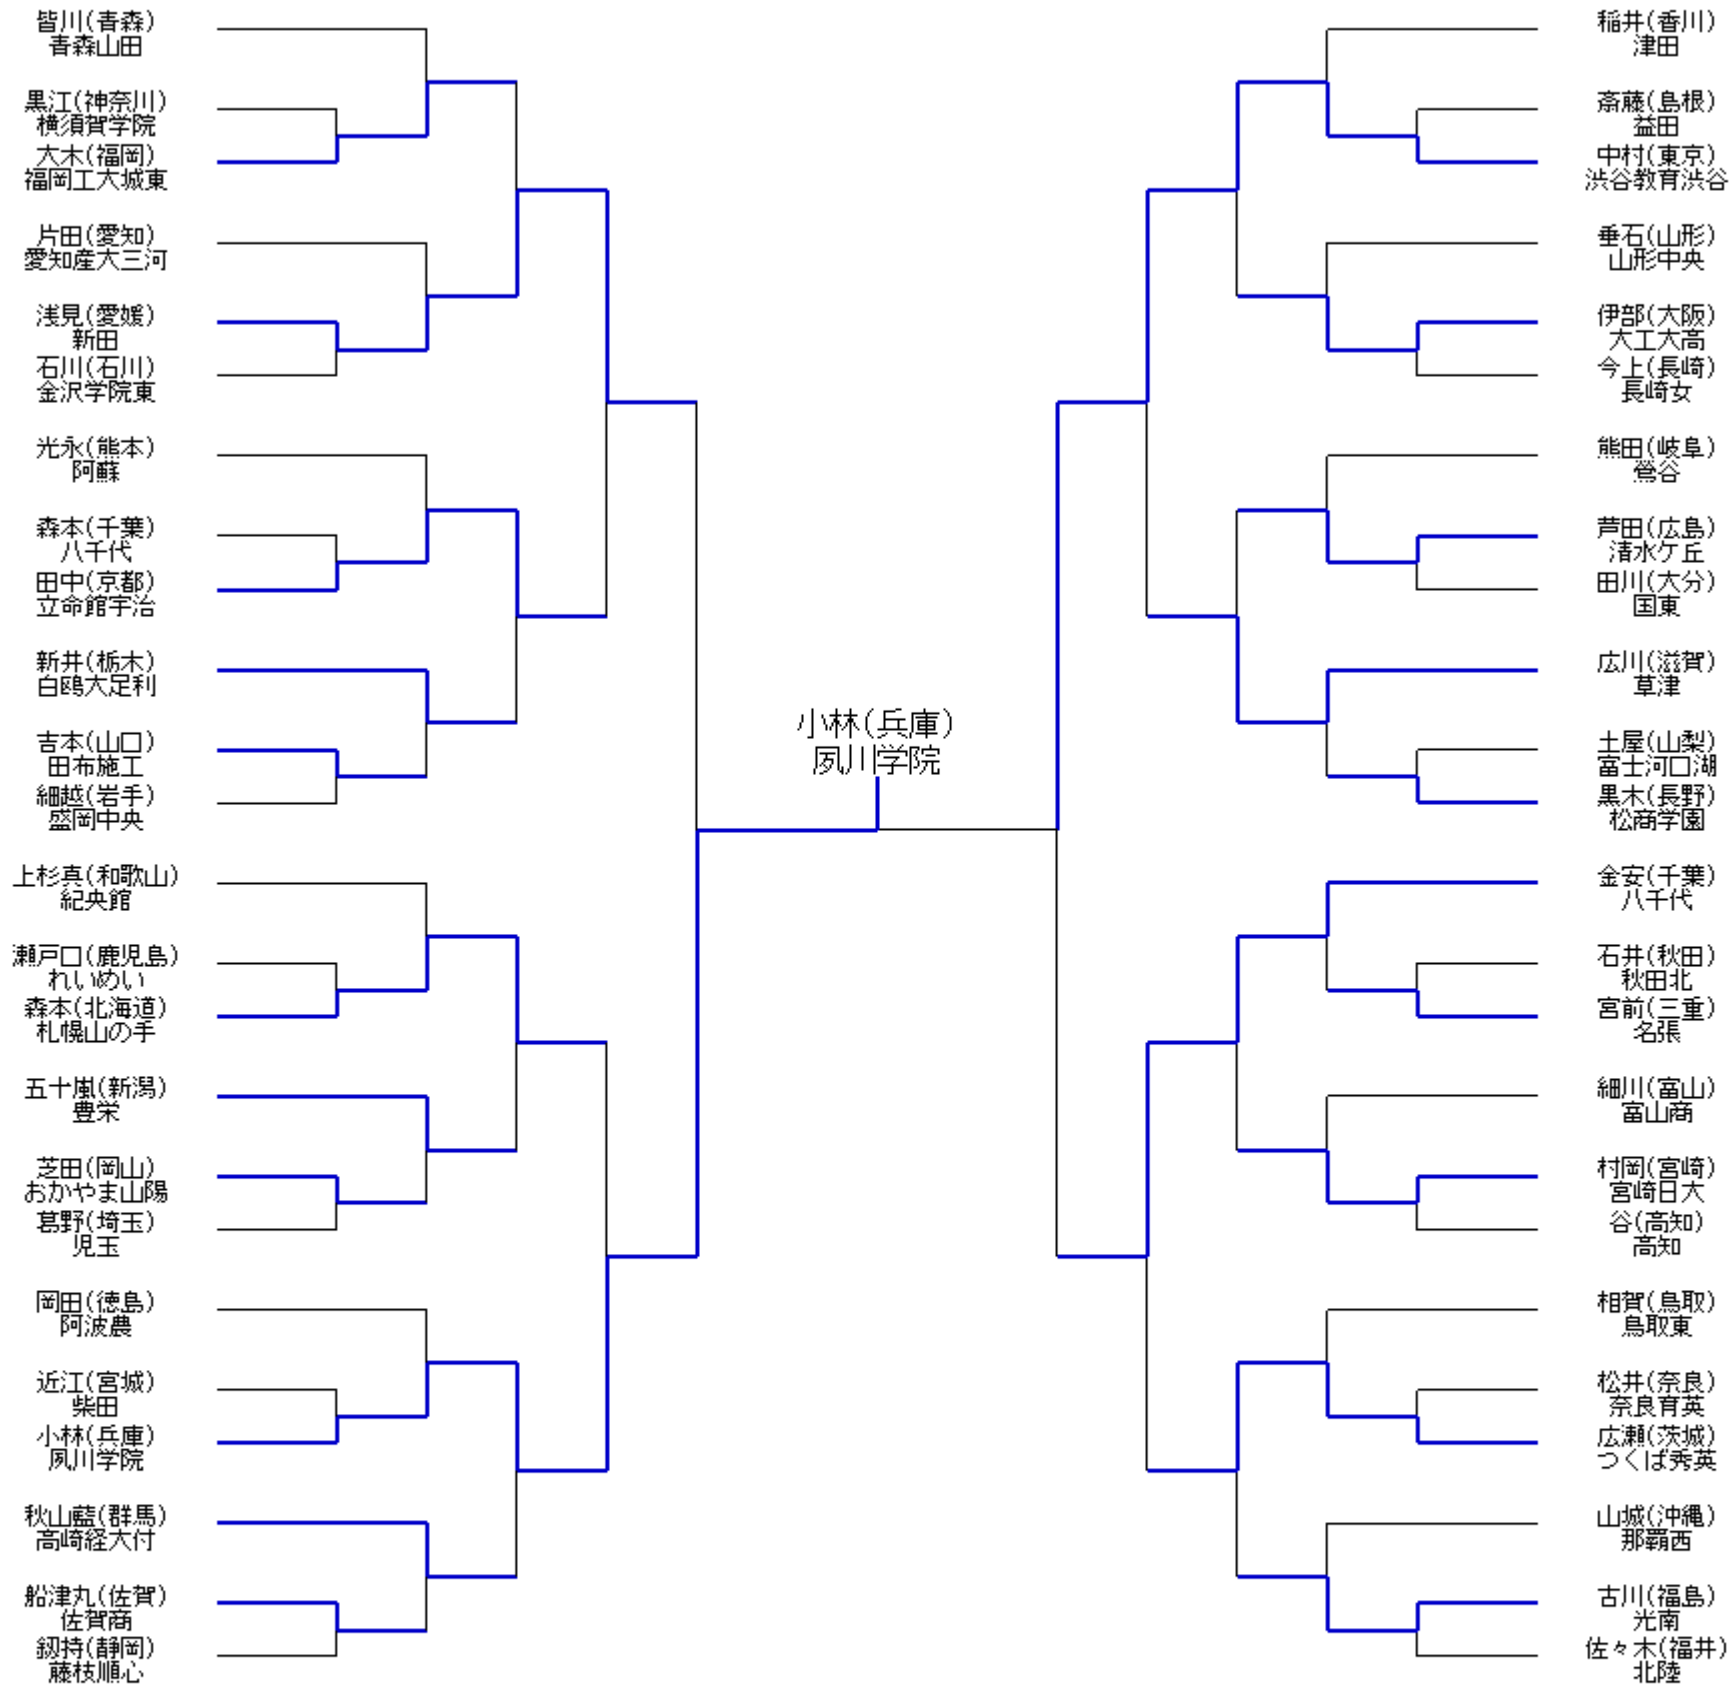 皆川(青森)
青森山田
黒江(神奈川)
横須賀学院
大木(福岡)
福岡工大城東
片田(愛知)
愛知産大三河
浅見(愛媛)
新田
石川(石川)
金沢学院東
光永(熊本)
阿蘇
森本(千葉)
八千代
田中(京都)
立命館宇治
新井(栃木)
白鴎大足利
吉本(山口)
田布施工
細越(岩手)
盛岡中央
上杉真(和歌山)
紀央館
瀬戸口(鹿児島)
れいめい
森本(北海道)
札幌山の手
五十嵐(新潟)
豊栄
芝田(岡山)
おかやま山陽
葛野(埼玉)
児玉
岡田(徳島)
阿波農
近江(宮城)
柴田
小林(兵庫)
夙川学院
秋山藍(群馬)
高崎経大付
船津丸(佐賀)
佐賀商
釼持(静岡)
藤枝順心
小林(兵庫)
夙川学院
稲井(香川)
津田
斎藤(島根)
益田
中村(東京)
渋谷教育渋谷
垂石(山形)
山形中央
伊部(大阪)
大工大高
今上(長崎)
長崎女
熊田(岐阜)
鶯谷
芦田(広島)
清水ケ丘
田川(大分)
国東
広川(滋賀)
草津
土屋(山梨)
富士河口湖
黒木(長野)
松商学園
金安(千葉)
八千代
石井(秋田)
秋田北
宮前(三重)
名張
細川(富山)
富山商
村岡(宮崎)
宮崎日大
谷(高知)
高知
相賀(鳥取)
鳥取東
松井(奈良)
奈良育英
広瀬(茨城)
つくば秀英
山城(沖縄)
那覇西
古川(福島)
光南
佐々木(福井)
北陸